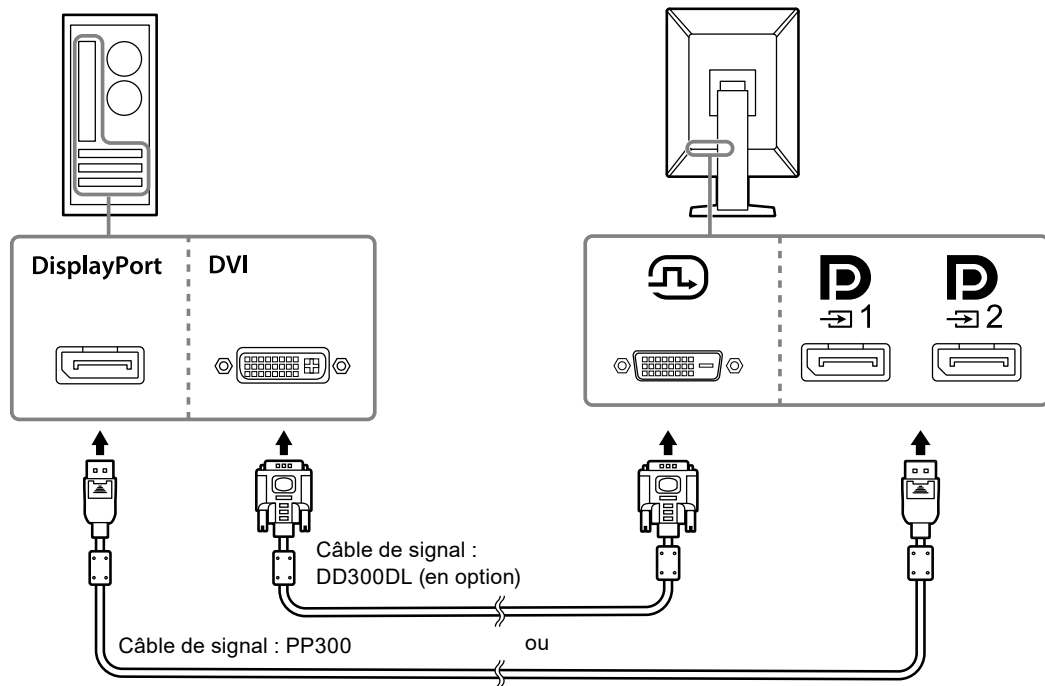 DisplayPort
DVI
1
2
Câble de signal :
DD300DL (en option)
Câble de signal : PP300
ou